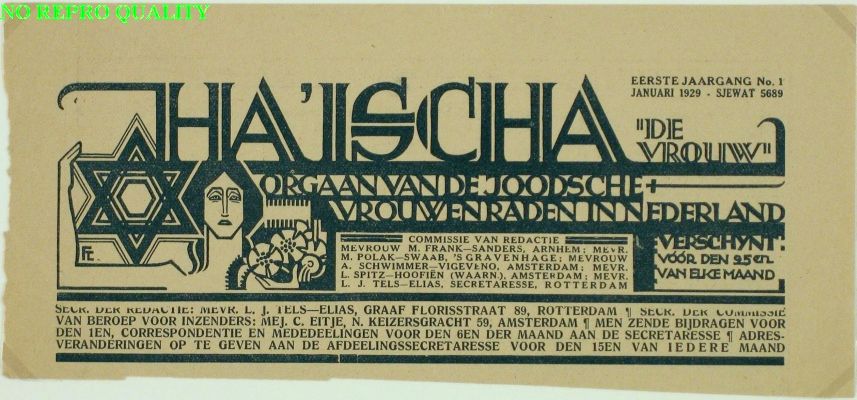 NO REPRO QUALITY
EERSTE JAARGANG No. 1
JANUARI 1929 - SJEWAT 5689
HA'ISCHA
"DE
VROUW"
ORGAAN VAN DE JOODSCHE
VROUWENRADEN IN NEDERLAND
FE
COMMISSIE VAN REDACTIE
MEVROUW M. FRANK—SANDERS, ARNHEM; MEVR.
M. POLAK—SWAAB, 'S GRAVENHAGE; MEVROUW
A. SCHWIMMER—VIGEVENO, AMSTERDAM; MEVR.
L. SPITZ—HOOFIËN (WAARN.), AMSTERDAM; MEVR.
L. J. TELS—ELIAS, SECRETARESSE, ROTTERDAM
VERSCHYNT:
VÓÓR DEN 25en
VAN ELKE MAAND
SECR. DER REDACTIE: MEVR. L. J. TELS—ELIAS, GRAAF FLORISSTRAAT 89, ROTTERDAM ¶ SECR. DER COMMISSIE
VAN BEROEP VOOR INZENDERS: MEJ. C. EITJE, N. KEIZERSGRACHT 59, AMSTERDAM ¶ MEN ZENDE BIJDRAGEN VOOR
DEN 1EN, CORRESPONDENTIE EN MEDEDEELINGEN VOOR DEN 6EN DER MAAND AAN DE SECRETARESSE ¶ ADRES-
VERANDERINGEN OP TE GEVEN AAN DE AFDEELINGSSECRETARESSE VOOR DEN 15EN VAN IEDERE MAAND